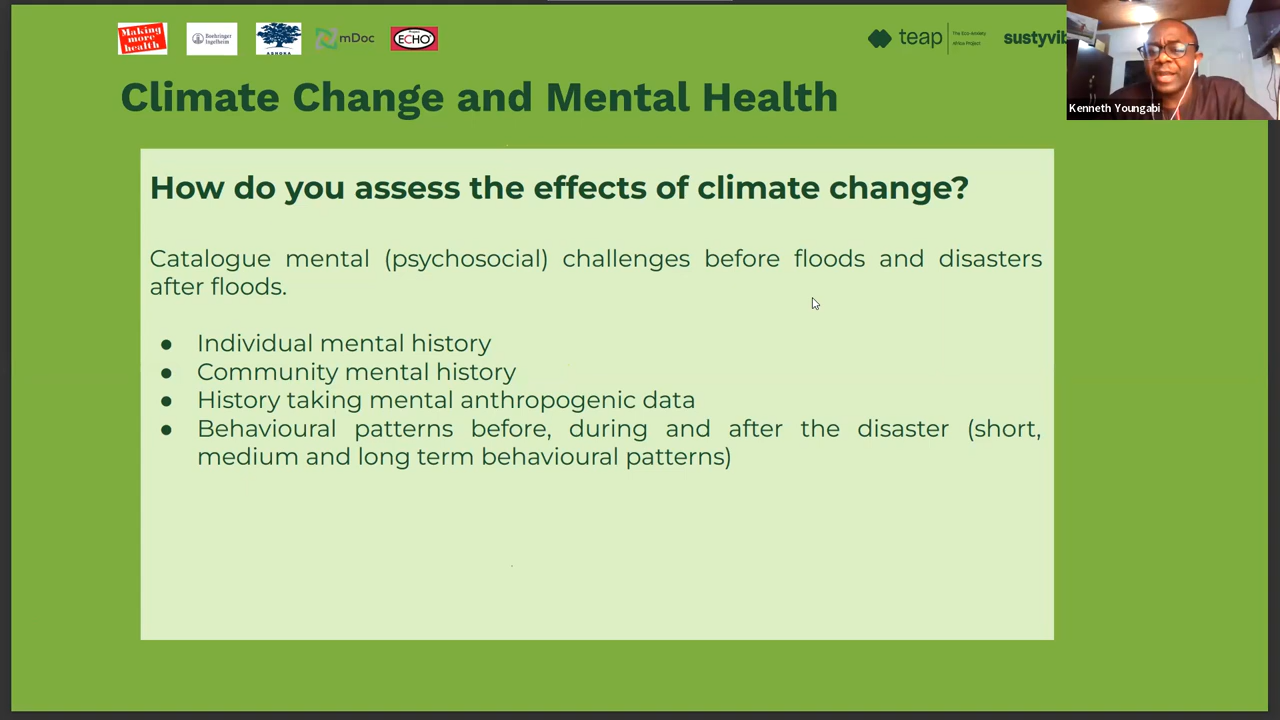 Making
more
health
Boehringer
Ingelheim
ASHOKA
mDoc
ECHO
teap
The Eco-Anxiety
Africa Project
sustyvib
Kenneth Youngabi
Climate Change and Mental Health
How do you assess the effects of climate change?
Catalogue mental (psychosocial) challenges before floods and disasters
after floods.
● Individual mental history
● Community mental history
● History taking mental anthropogenic data
● Behavioural patterns before, during and after the disaster (short,
medium and long term behavioural patterns)